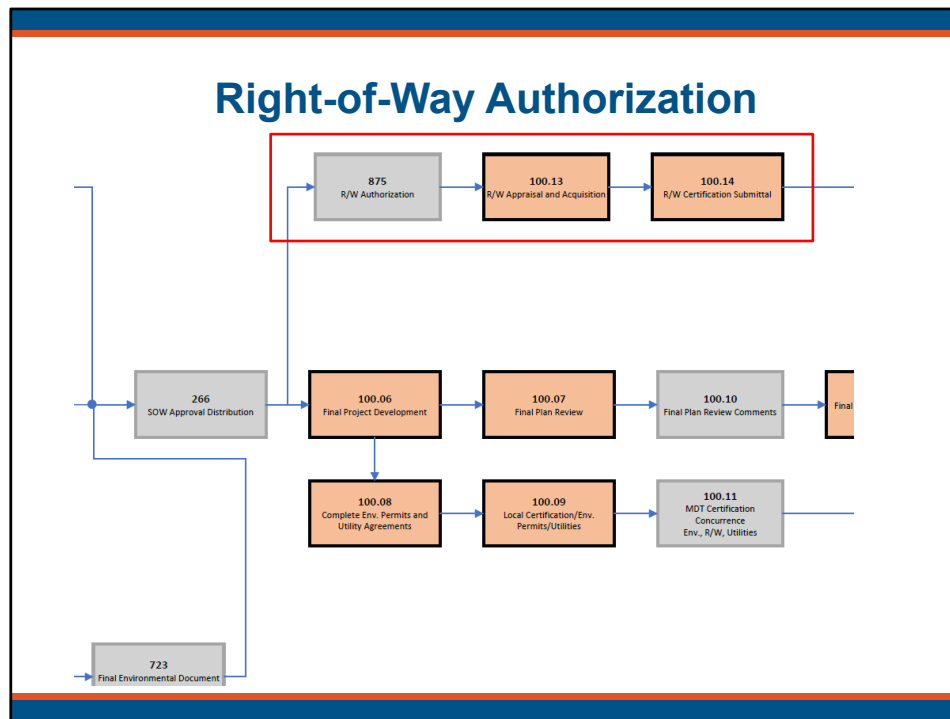 Right-of-Way Authorization
875
R/W Authorization
100.13
R/W Appraisal and Acquisition
100.14
R/W Certification Submittal
266
SOW Approval Distribution
100.06
Final Project Development
100.07
Final Plan Review
100.10
Final Plan Review Comments
Final
100.08
Complete Env. Permits and
Utility Agreements
100.09
Local Certification/Env.
Permits/Utilities
100.11
MDT Certification
Concurrence
Env., R/W, Utilities
723
Final Environmental Document